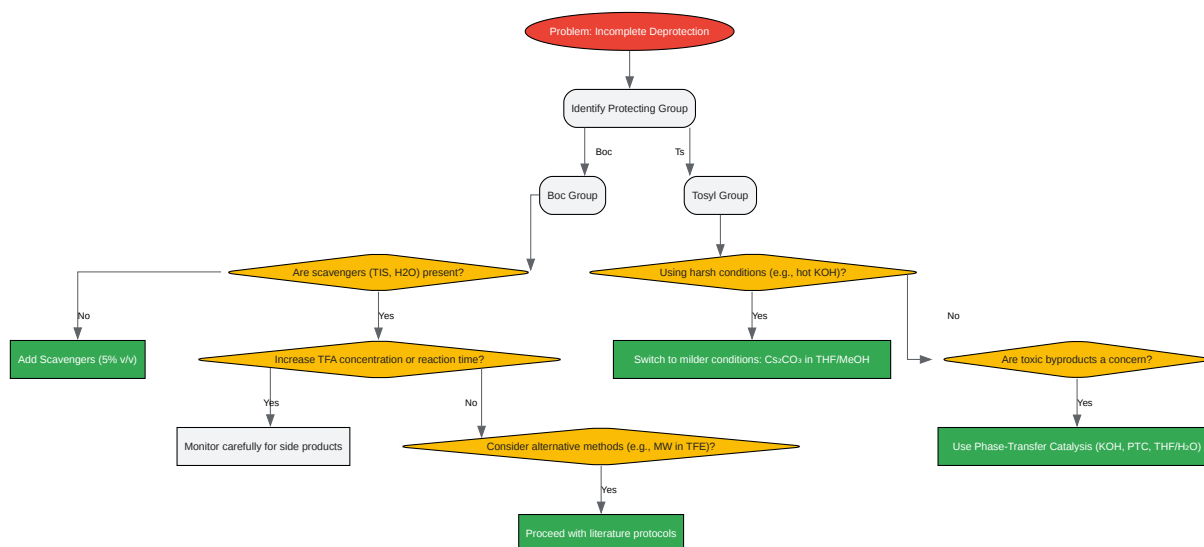 Problem: Incomplete Deprotection
Identify Protecting Group
Boc
Ts
Boc Group
Tosyl Group
Are scavengers (TIS, H2O) present?
Using harsh conditions (e.g., hot KOH)?
No
Yes
Yes
No
Add Scavengers (5% v/v)
Increase TFA concentration or reaction time?
Switch to milder conditions: Cs₂CO₃ in THF/MeOH
Are toxic byproducts a concern?
Yes
No
Yes
Monitor carefully for side products
Consider alternative methods (e.g., MW in TFE)?
Use Phase-Transfer Catalysis (KOH, PTC, THF/H₂O)
Yes
Proceed with literature protocols